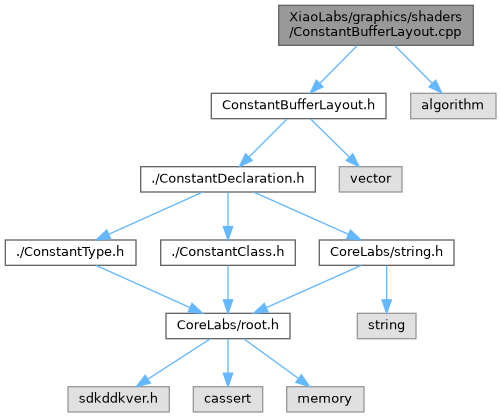 XiaoLabs/graphics/shaders
/ConstantBufferLayout.cpp
ConstantBufferLayout.h
algorithm
./ConstantDeclaration.h
vector
./ConstantType.h
./ConstantClass.h
CoreLabs/string.h
CoreLabs/root.h
string
sdkddkver.h
cassert
memory